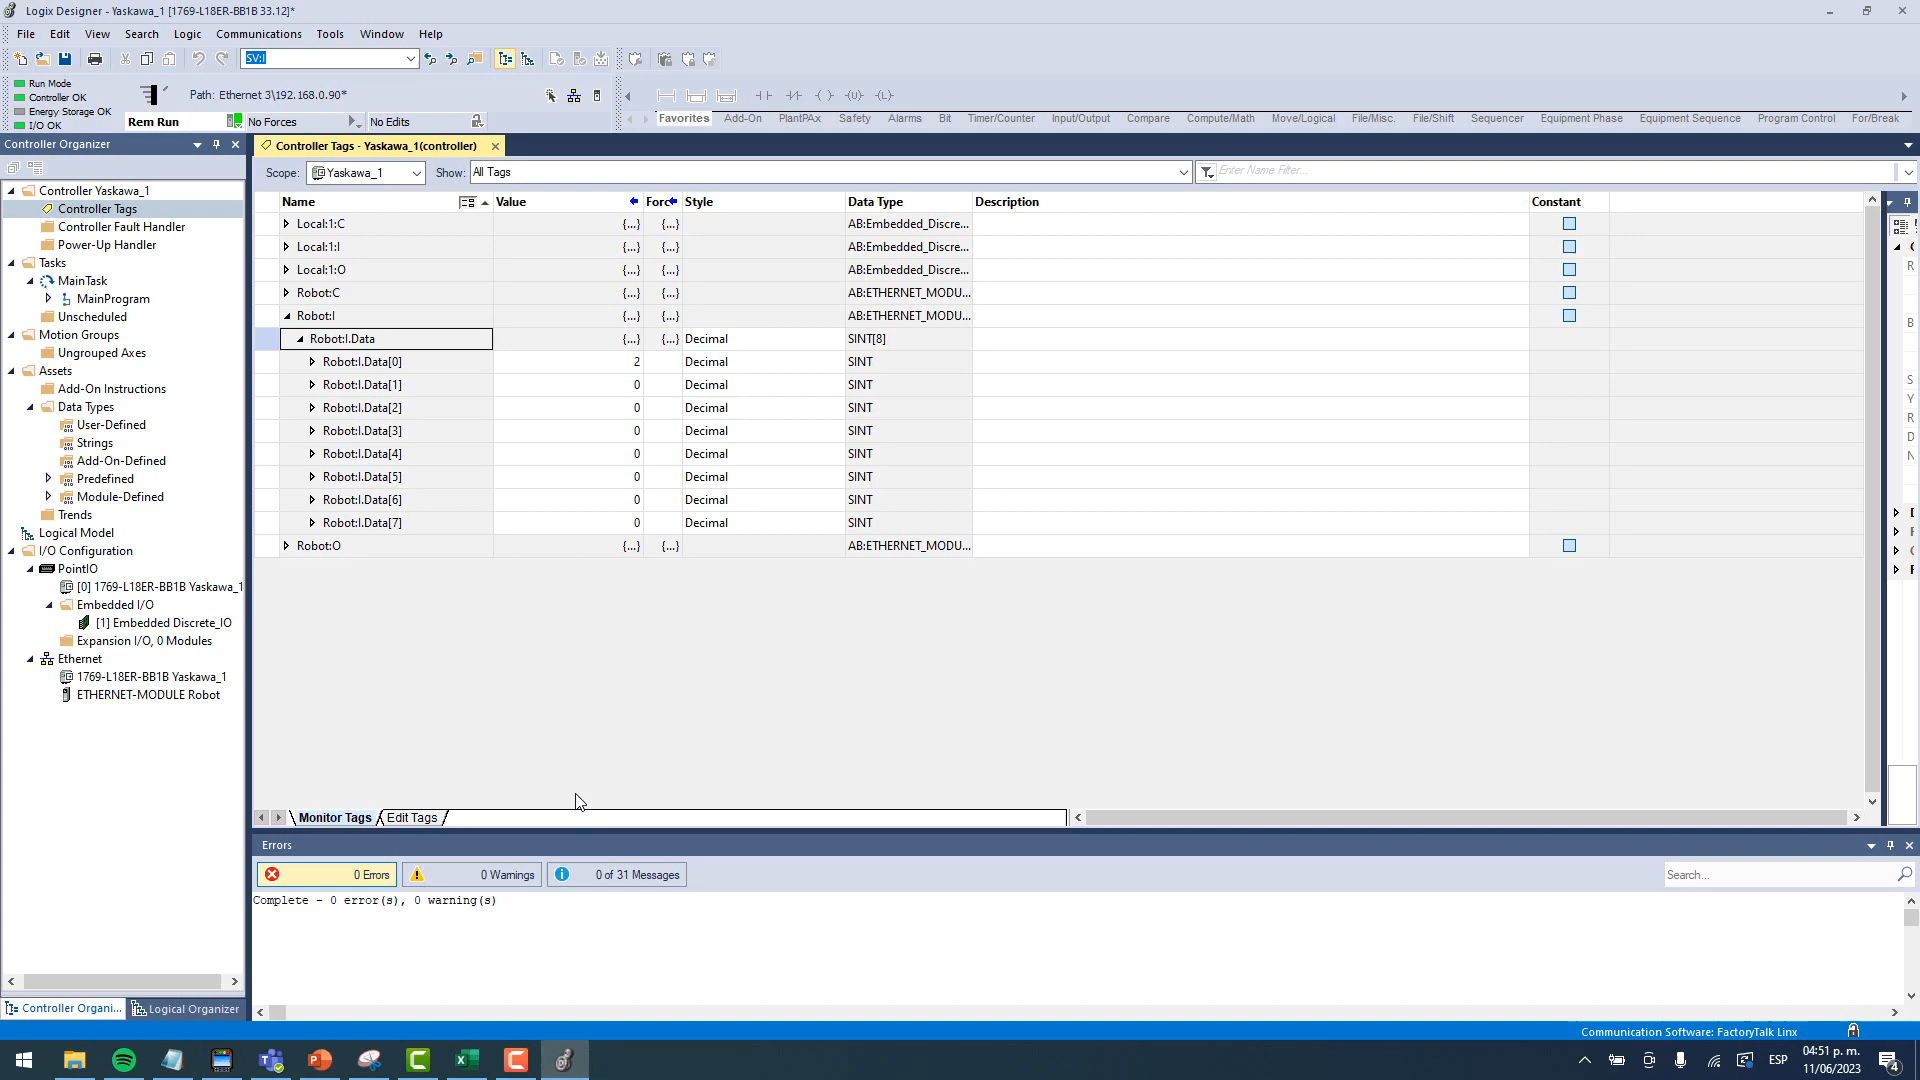 Logix Designer - Yaskawa_1 [1769-L18ER-BB1B 33.12]*
File Edit View Search Logic Communications Tools Window Help
SV:I
Run Mode
Controller OK
Energy Storage OK
I/O OK
Path: Ethernet 3\192.168.0.90*
Rem Run No Forces No Edits
Favorites Add-On PlantPAx Safety Alarms Bit Timer/Counter Input/Output Compare Compute/Math Move/Logical File/Misc. File/Shift Sequencer Equipment Phase Equipment Sequence Program Control For/Break
Controller Organizer
Controller Yaskawa_1
Controller Tags
Controller Fault Handler
Power-Up Handler
Tasks
MainTask
MainProgram
Unscheduled
Motion Groups
Ungrouped Axes
Assets
Add-On Instructions
Data Types
User-Defined
Strings
Add-On-Defined
Predefined
Module-Defined
Trends
Logical Model
I/O Configuration
PointIO
[0] 1769-L18ER-BB1B Yaskawa_1
Embedded I/O
[1] Embedded Discrete_IO
Expansion I/O, 0 Modules
Ethernet
1769-L18ER-BB1B Yaskawa_1
ETHERNET-MODULE Robot
Controller Organi... Logical Organizer
Controller Tags - Yaskawa_1(controller)
Scope: Yaskawa_1 Show: All Tags Enter Name Filter...
Name Value Forc Style Data Type Description Constant
Local:1:C {...} {...} AB:Embedded_Discre...
Local:1:I {...} {...} AB:Embedded_Discre...
Local:1:O {...} {...} AB:Embedded_Discre...
Robot:C {...} {...} AB:ETHERNET_MODU...
Robot:I {...} {...} AB:ETHERNET_MODU...
Robot:I.Data {...} {...} Decimal SINT[8]
Robot:I.Data[0] 2 Decimal SINT
Robot:I.Data[1] 0 Decimal SINT
Robot:I.Data[2] 0 Decimal SINT
Robot:I.Data[3] 0 Decimal SINT
Robot:I.Data[4] 0 Decimal SINT
Robot:I.Data[5] 0 Decimal SINT
Robot:I.Data[6] 0 Decimal SINT
Robot:I.Data[7] 0 Decimal SINT
Robot:O {...} {...} AB:ETHERNET_MODU...
Monitor Tags Edit Tags
Errors
0 Errors 0 Warnings 0 of 31 Messages Search...
Complete - 0 error(s), 0 warning(s)
Communication Software: FactoryTalk Linx
ESP
04:51 p. m.
11/06/2023
4